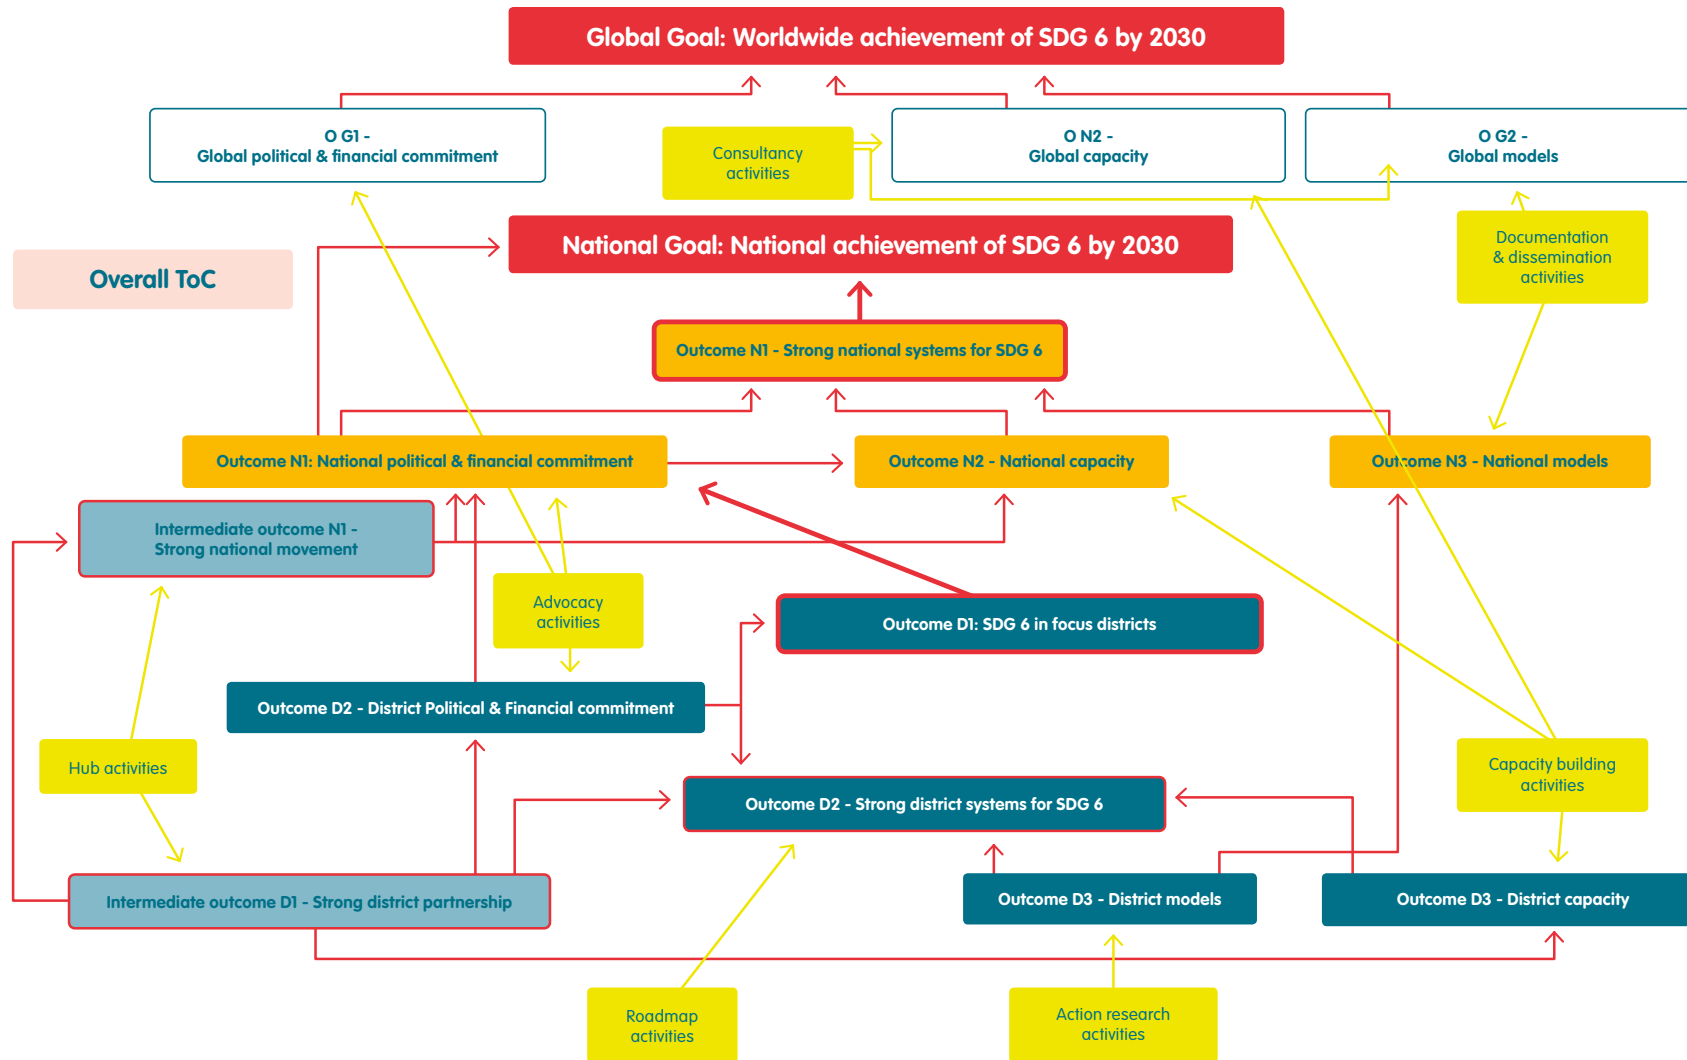 Global Goal: Worldwide achievement of SDG 6 by 2030
O G1 -
Global political & financial commitment
Consultancy
activities
O N2 -
Global capacity
O G2 -
Global models
National Goal: National achievement of SDG 6 by 2030
Documentation
& dissemination
activities
Overall ToC
Outcome N1 - Strong national systems for SDG 6
Outcome N1: National political & financial commitment
Outcome N2 - National capacity
Outcome N3 - National models
Intermediate outcome N1 -
Strong national movement
Advocacy
activities
Outcome D1: SDG 6 in focus districts
Outcome D2 - District Political & Financial commitment
Hub activities
Capacity building
activities
Outcome D2 - Strong district systems for SDG 6
Intermediate outcome D1 - Strong district partnership
Outcome D3 - District models
Outcome D3 - District capacity
Roadmap
activities
Action research
activities